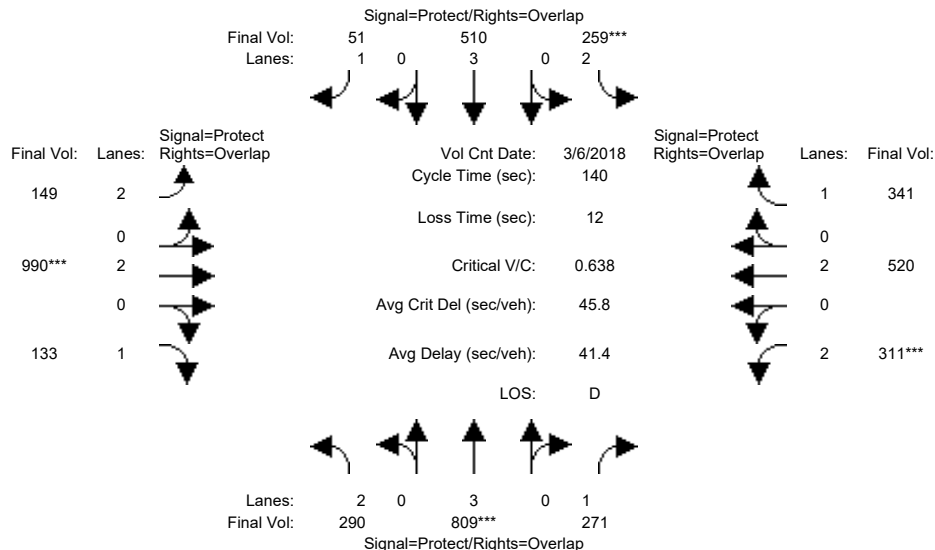 Signal=Protect/Rights=Overlap
Final Vol: 51 510 259***
Lanes: 1 0 3 0 2
Signal=Protect Signal=Protect
Final Vol: Lanes: Rights=Overlap Vol Cnt Date: 3/6/2018 Rights=Overlap Lanes: Final Vol:
Cycle Time (sec): 140
149 2 1 341
Loss Time (sec): 12
0 0
990*** 2 Critical V/C: 0.638 2 520
0 Avg Crit Del (sec/veh): 45.8 0
133 1 Avg Delay (sec/veh): 41.4 2 311***
LOS: D
Lanes: 2 0 3 0 1
Final Vol: 290 809*** 271
Signal=Protect/Rights=Overlap